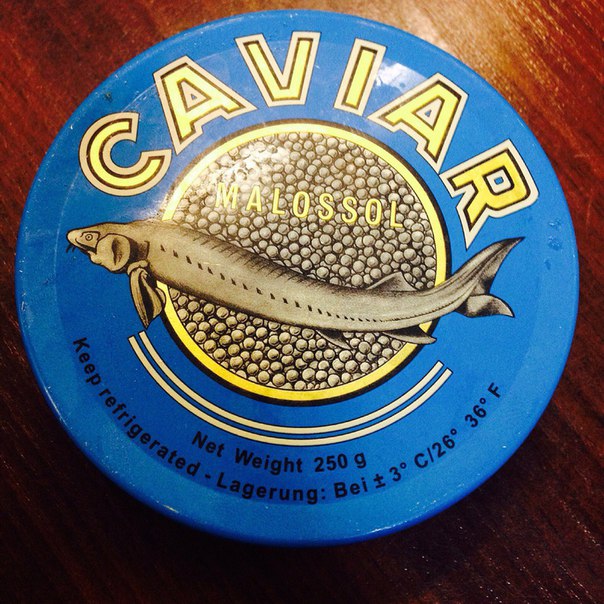 CAVIAR
MALOSSOL
Net Weight 250 g
Keep refrigerated - Lagerung: Bei ± 3° C/26° 36° F